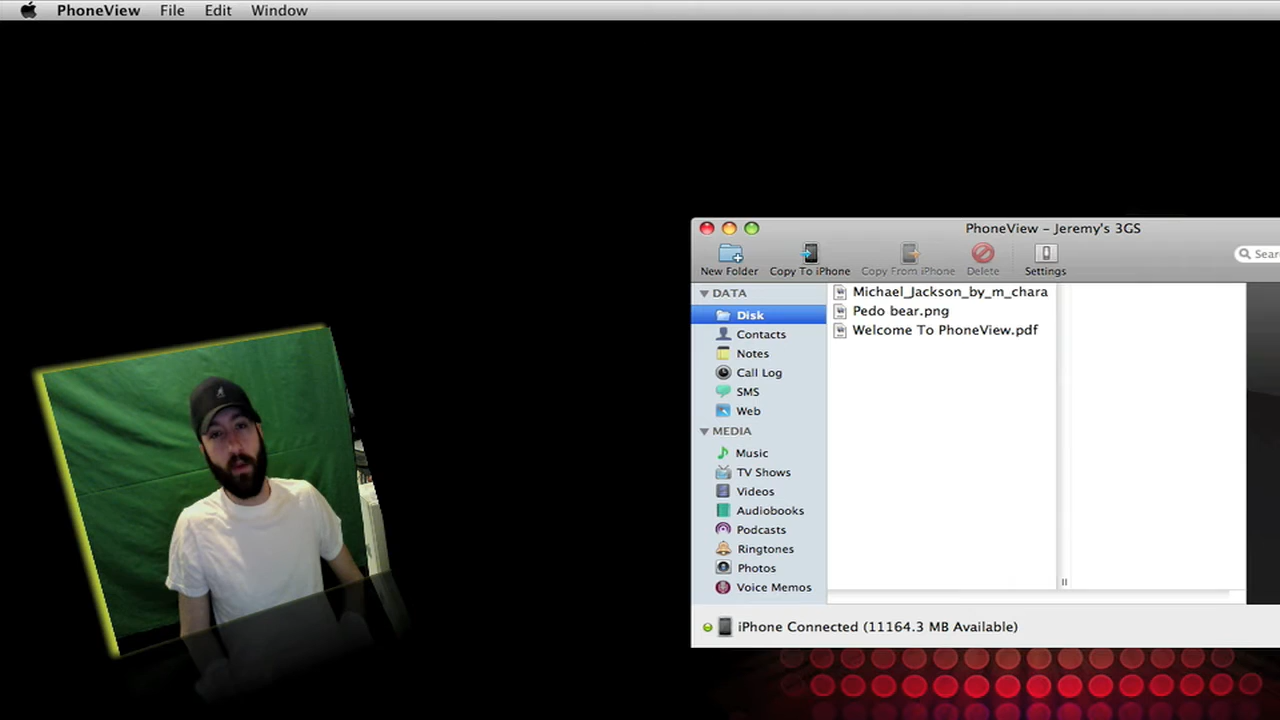 PhoneView File Edit Window
PhoneView – Jeremy's 3GS
New Folder Copy To iPhone Copy From iPhone Delete Settings
Sear
DATA
Disk
Contacts
Notes
Call Log
SMS
Web
MEDIA
Music
TV Shows
Videos
Audiobooks
Podcasts
Ringtones
Photos
Voice Memos
Michael_Jackson_by_m_chara
Pedo bear.png
Welcome To PhoneView.pdf
iPhone Connected (11164.3 MB Available)